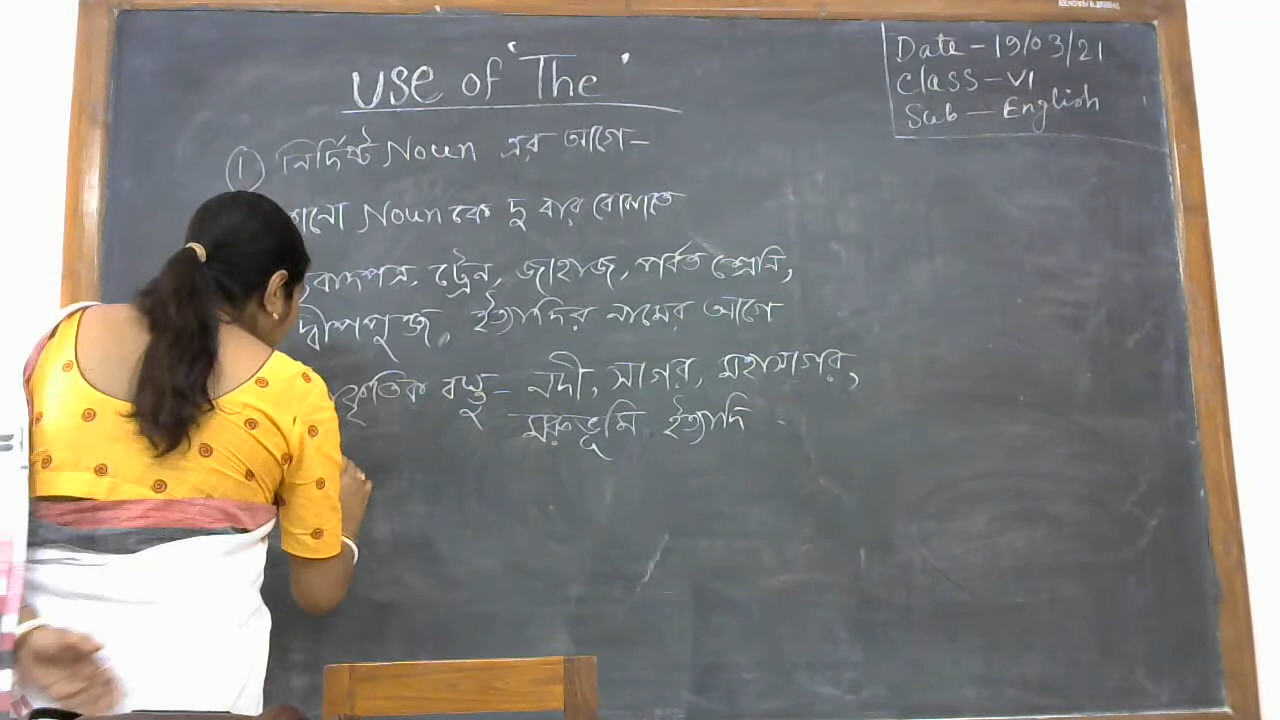 Use of 'The'
Date - 19/03/21
Class - VI
Sub - English
① নির্দিষ্ট Noun এর আগে -
Noun কে দু বার বোঝাতে
ট্রেন, জাহাজ, পর্বত শ্রেনি,
দ্বীপপুঞ্জ, ইত্যাদির নামের আগে
বস্তু - নদী, সাগর, মহাসাগর,
মরুভূমি ইত্যাদি